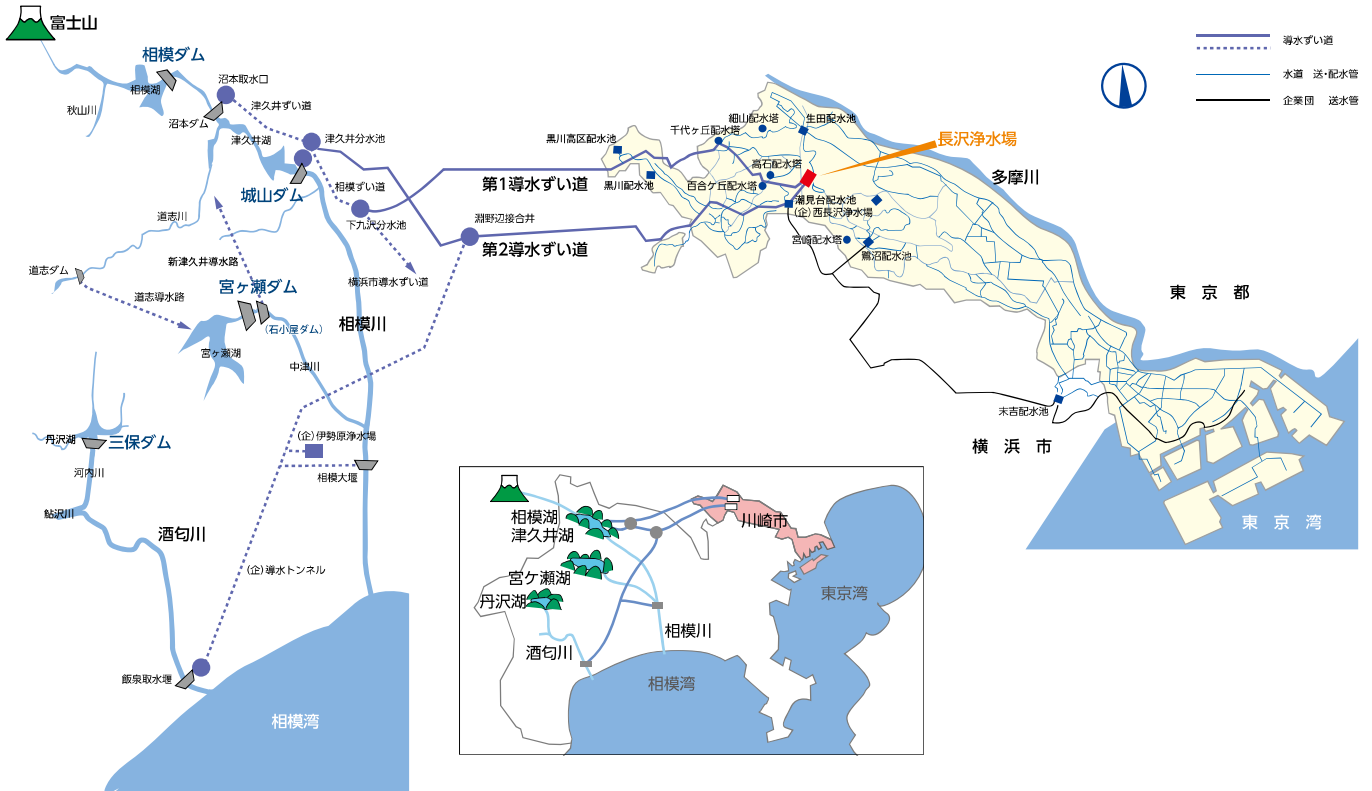 富士山
相模ダム
相模湖
秋山川
沼本取水口
沼本ダム
津久井ずい道
津久井湖
津久井分水池
城山ダム
相模ずい道
下九沢分水池
道志川
道志ダム
新津久井導水路
道志導水路
宮ヶ瀬ダム
(石小屋ダム)
宮ヶ瀬湖
中津川
相模川
横浜市導水ずい道
淵野辺接合井
第1導水ずい道
第2導水ずい道
丹沢湖
三保ダム
河内川
鮎沢川
酒匂川
(企)伊勢原浄水場
相模大堰
(企)導水トンネル
飯泉取水堰
相模湾
黒川高区配水池
黒川配水池
千代ヶ丘配水塔
細山配水塔
生田配水池
高石配水塔
百合ケ丘配水塔
潮見台配水池
(企)西長沢浄水場
宮崎配水塔
鷺沼配水池
長沢浄水場
多摩川
末吉配水池
東京都
横浜市
東京湾
導水ずい道
水道 送・配水管
企業団 送水管
相模湖
津久井湖
宮ケ瀬湖
丹沢湖
酒匂川
相模川
相模湾
川崎市
東京湾